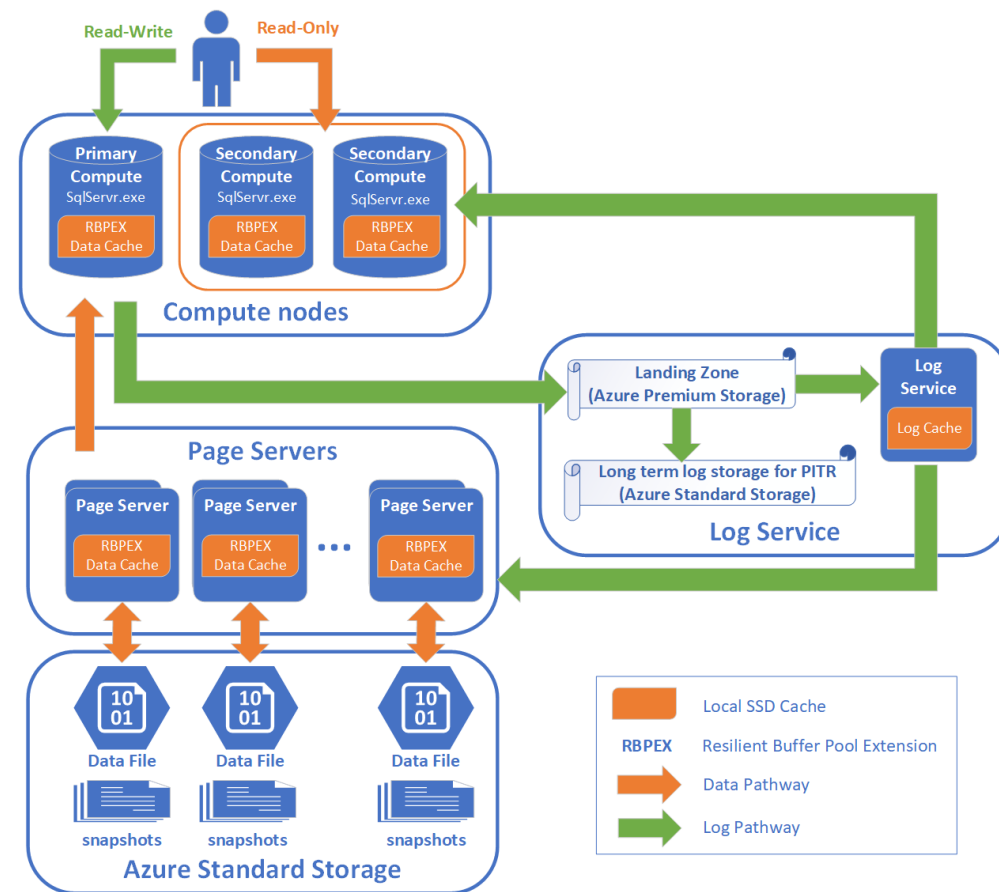 Read-Write
Read-Only
Primary
Compute
SqlServr.exe
RBPEX
Data Cache
Secondary
Compute
SqlServr.exe
RBPEX
Data Cache
Secondary
Compute
SqlServr.exe
RBPEX
Data Cache
Compute nodes
Landing Zone
(Azure Premium Storage)
Log
Service
Log Cache
Long term log storage for PITR
(Azure Standard Storage)
Log Service
Page Servers
Page Server
RBPEX
Data Cache
Page Server
RBPEX
Data Cache
...
Page Server
RBPEX
Data Cache
10
01
Data File
snapshots
10
01
Data File
snapshots
10
01
Data File
snapshots
Azure Standard Storage
Local SSD Cache
RBPEX Resilient Buffer Pool Extension
Data Pathway
Log Pathway